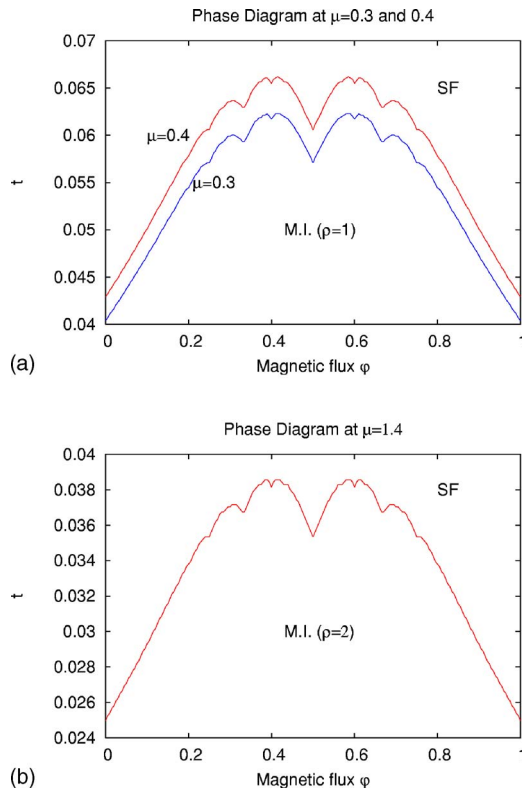 Phase Diagram at μ=0.3 and 0.4
0.07
0.065
0.06
0.055
0.05
0.045
0.04
t
SF
μ=0.4
μ=0.3
M.I. (ρ=1)
0
0.2
0.4
0.6
0.8
1
Magnetic flux φ
(a)
Phase Diagram at μ=1.4
0.04
0.038
0.036
0.034
0.032
0.03
0.028
0.026
0.024
t
SF
M.I. (ρ=2)
0
0.2
0.4
0.6
0.8
1
Magnetic flux φ
(b)